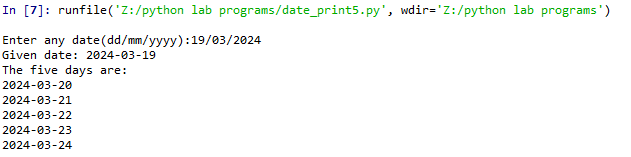 In [7]: runfile('Z:/python lab programs/date_print5.py', wdir='Z:/python lab programs')
Enter any date(dd/mm/yyyy):19/03/2024
Given date: 2024-03-19
The five days are:
2024-03-20
2024-03-21
2024-03-22
2024-03-23
2024-03-24